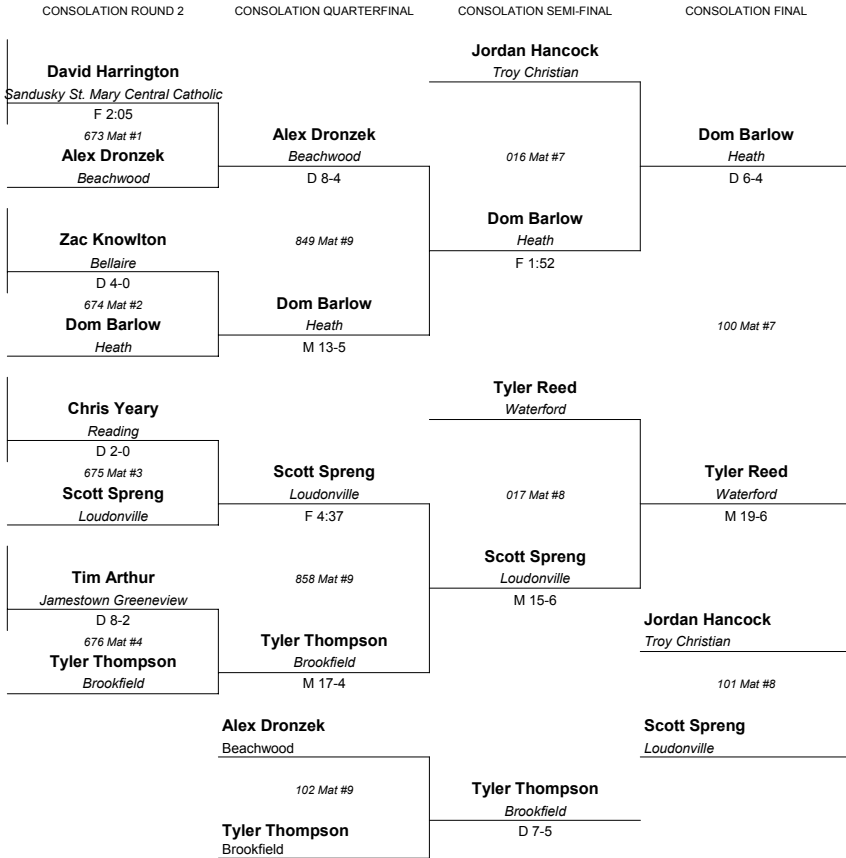 CONSOLATION ROUND 2
CONSOLATION QUARTERFINAL
CONSOLATION SEMI-FINAL
CONSOLATION FINAL
David Harrington
Sandusky St. Mary Central Catholic
F 2:05
673 Mat #1
Alex Dronzek
Beachwood
Zac Knowlton
Bellaire
D 4-0
674 Mat #2
Dom Barlow
Heath
Chris Yeary
Reading
D 2-0
675 Mat #3
Scott Spreng
Loudonville
Tim Arthur
Jamestown Greeneview
D 8-2
676 Mat #4
Tyler Thompson
Brookfield
Alex Dronzek
Beachwood
D 8-4
849 Mat #9
Dom Barlow
Heath
M 13-5
Scott Spreng
Loudonville
F 4:37
858 Mat #9
Tyler Thompson
Brookfield
M 17-4
Jordan Hancock
Troy Christian
016 Mat #7
Dom Barlow
Heath
F 1:52
Tyler Reed
Waterford
017 Mat #8
Scott Spreng
Loudonville
M 15-6
Dom Barlow
Heath
D 6-4
100 Mat #7
Tyler Reed
Waterford
M 19-6
Jordan Hancock
Troy Christian
101 Mat #8
Scott Spreng
Loudonville
Alex Dronzek
Beachwood
102 Mat #9
Tyler Thompson
Brookfield
Tyler Thompson
Brookfield
D 7-5